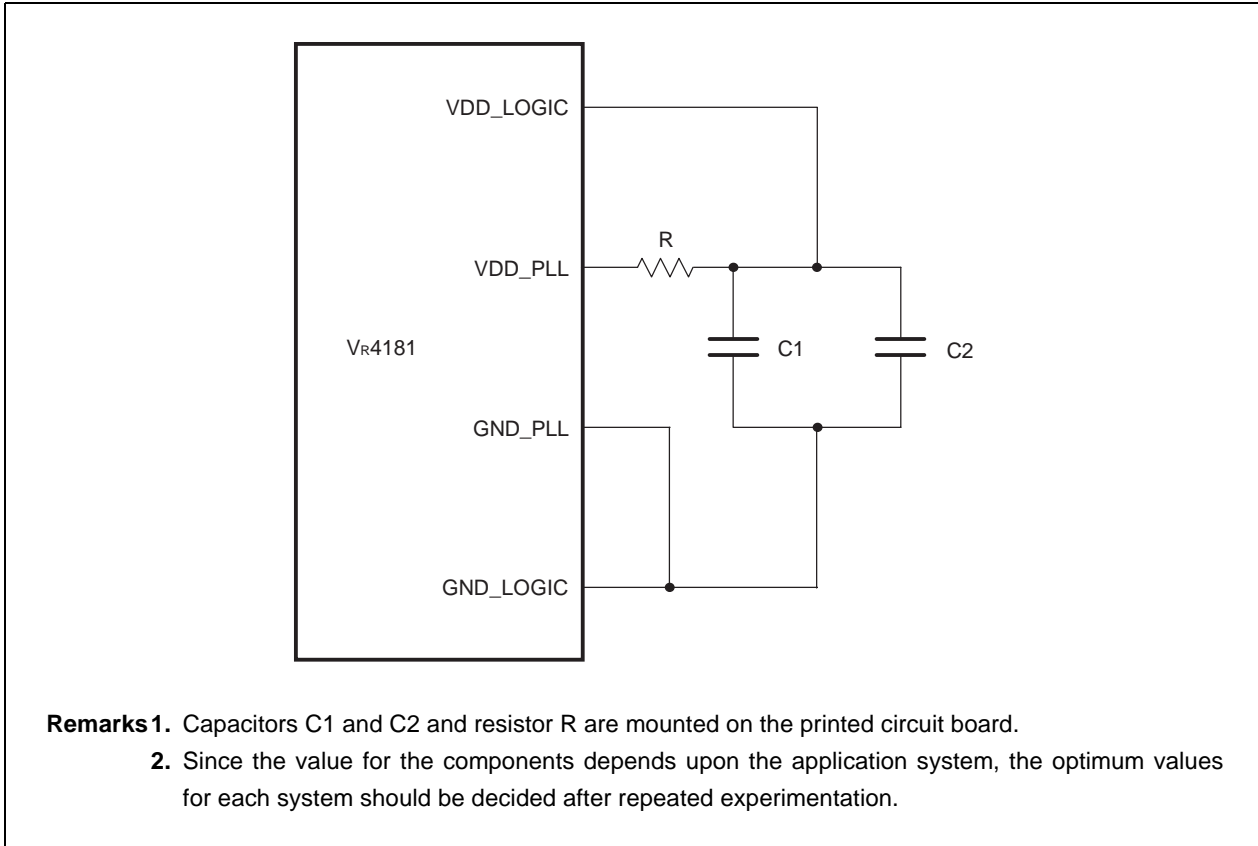 VDD_LOGIC
R
VDD_PLL
VR4181
C1
C2
GND_PLL
GND_LOGIC
Remarks 1. Capacitors C1 and C2 and resistor R are mounted on the printed circuit board.
2. Since the value for the components depends upon the application system, the optimum values
for each system should be decided after repeated experimentation.